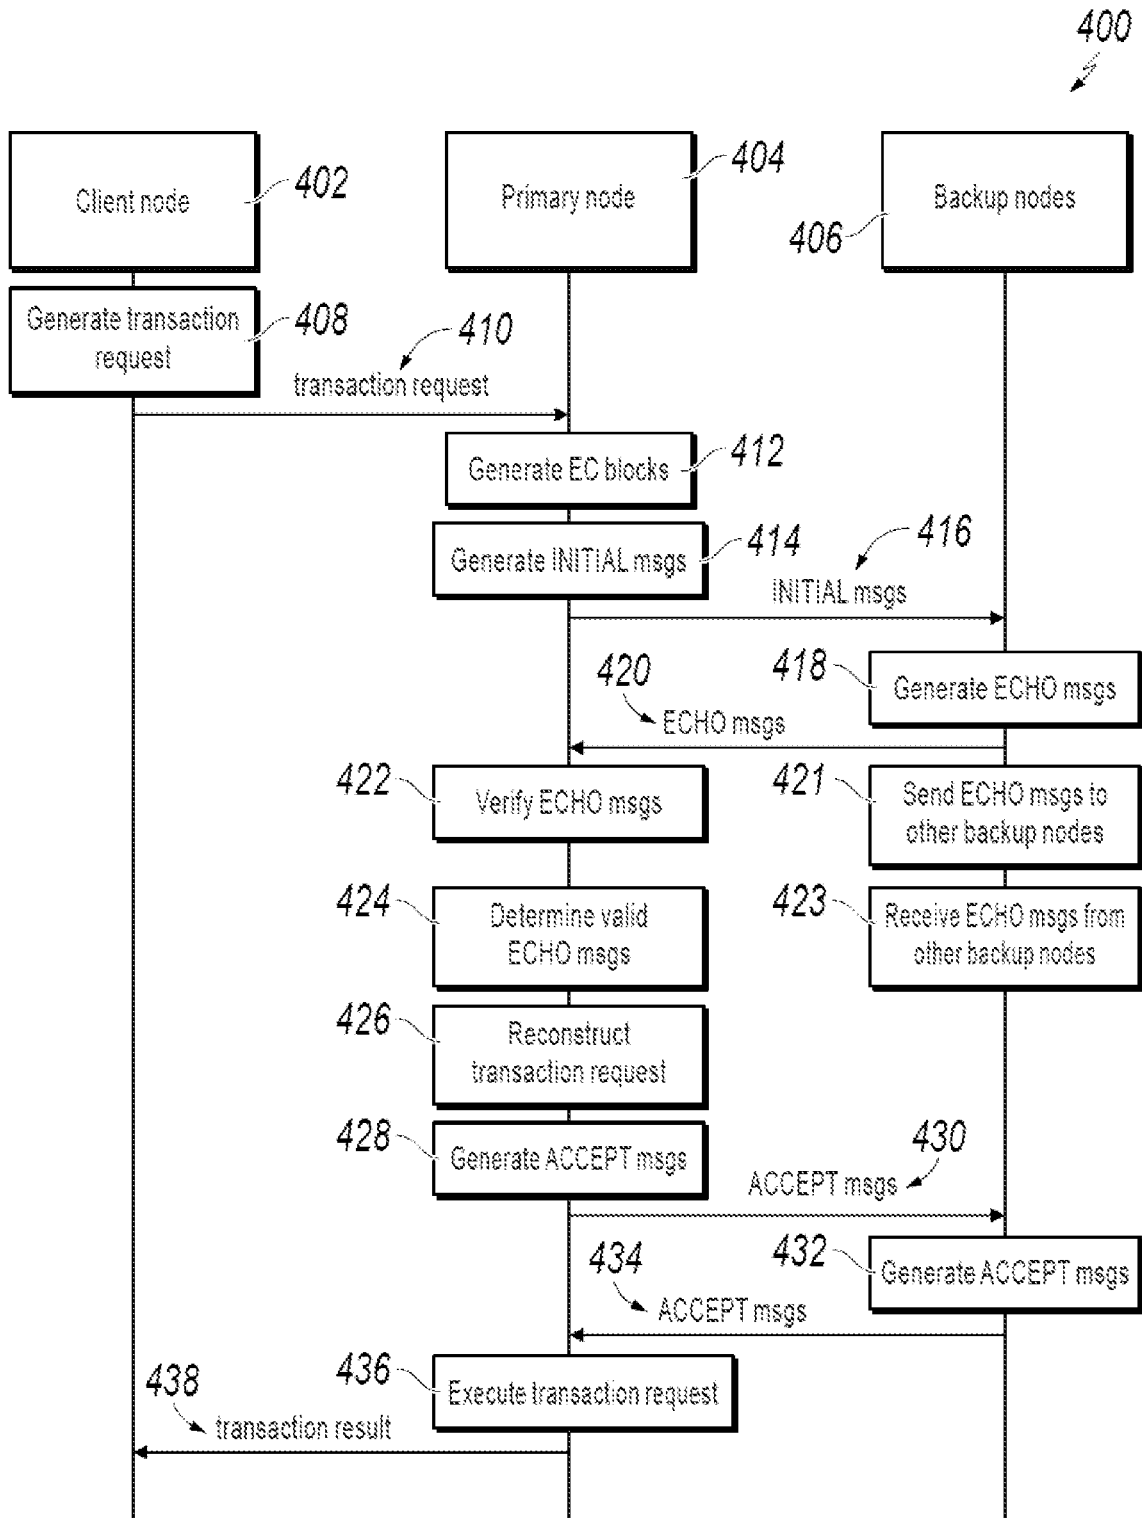 400
Client node
402
Primary node
404
Backup nodes
406
Generate transaction
request
408
410
transaction request
Generate EC blocks
412
Generate INITIAL msgs
414
416
INITIAL msgs
418
Generate ECHO msgs
420
ECHO msgs
422
Verify ECHO msgs
421
Send ECHO msgs to
other backup nodes
424
Determine valid
ECHO msgs
423
Receive ECHO msgs from
other backup nodes
426
Reconstruct
transaction request
428
Generate ACCEPT msgs
430
ACCEPT msgs
432
Generate ACCEPT msgs
434
ACCEPT msgs
436
Execute transaction request
438
transaction result